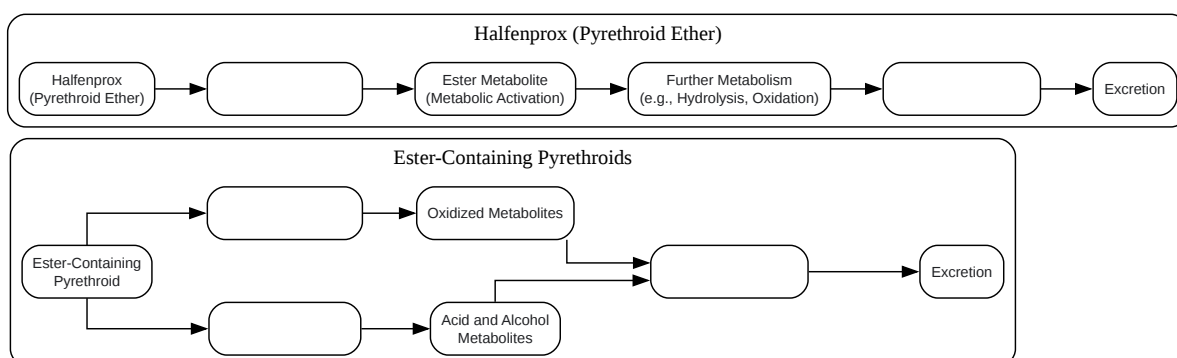 Halfenprox (Pyrethroid Ether)
Halfenprox
(Pyrethroid Ether)
Ester Metabolite
(Metabolic Activation)
Further Metabolism
(e.g., Hydrolysis, Oxidation)
Excretion
Ester-Containing Pyrethroids
Oxidized Metabolites
Ester-Containing
Pyrethroid
Excretion
Acid and Alcohol
Metabolites